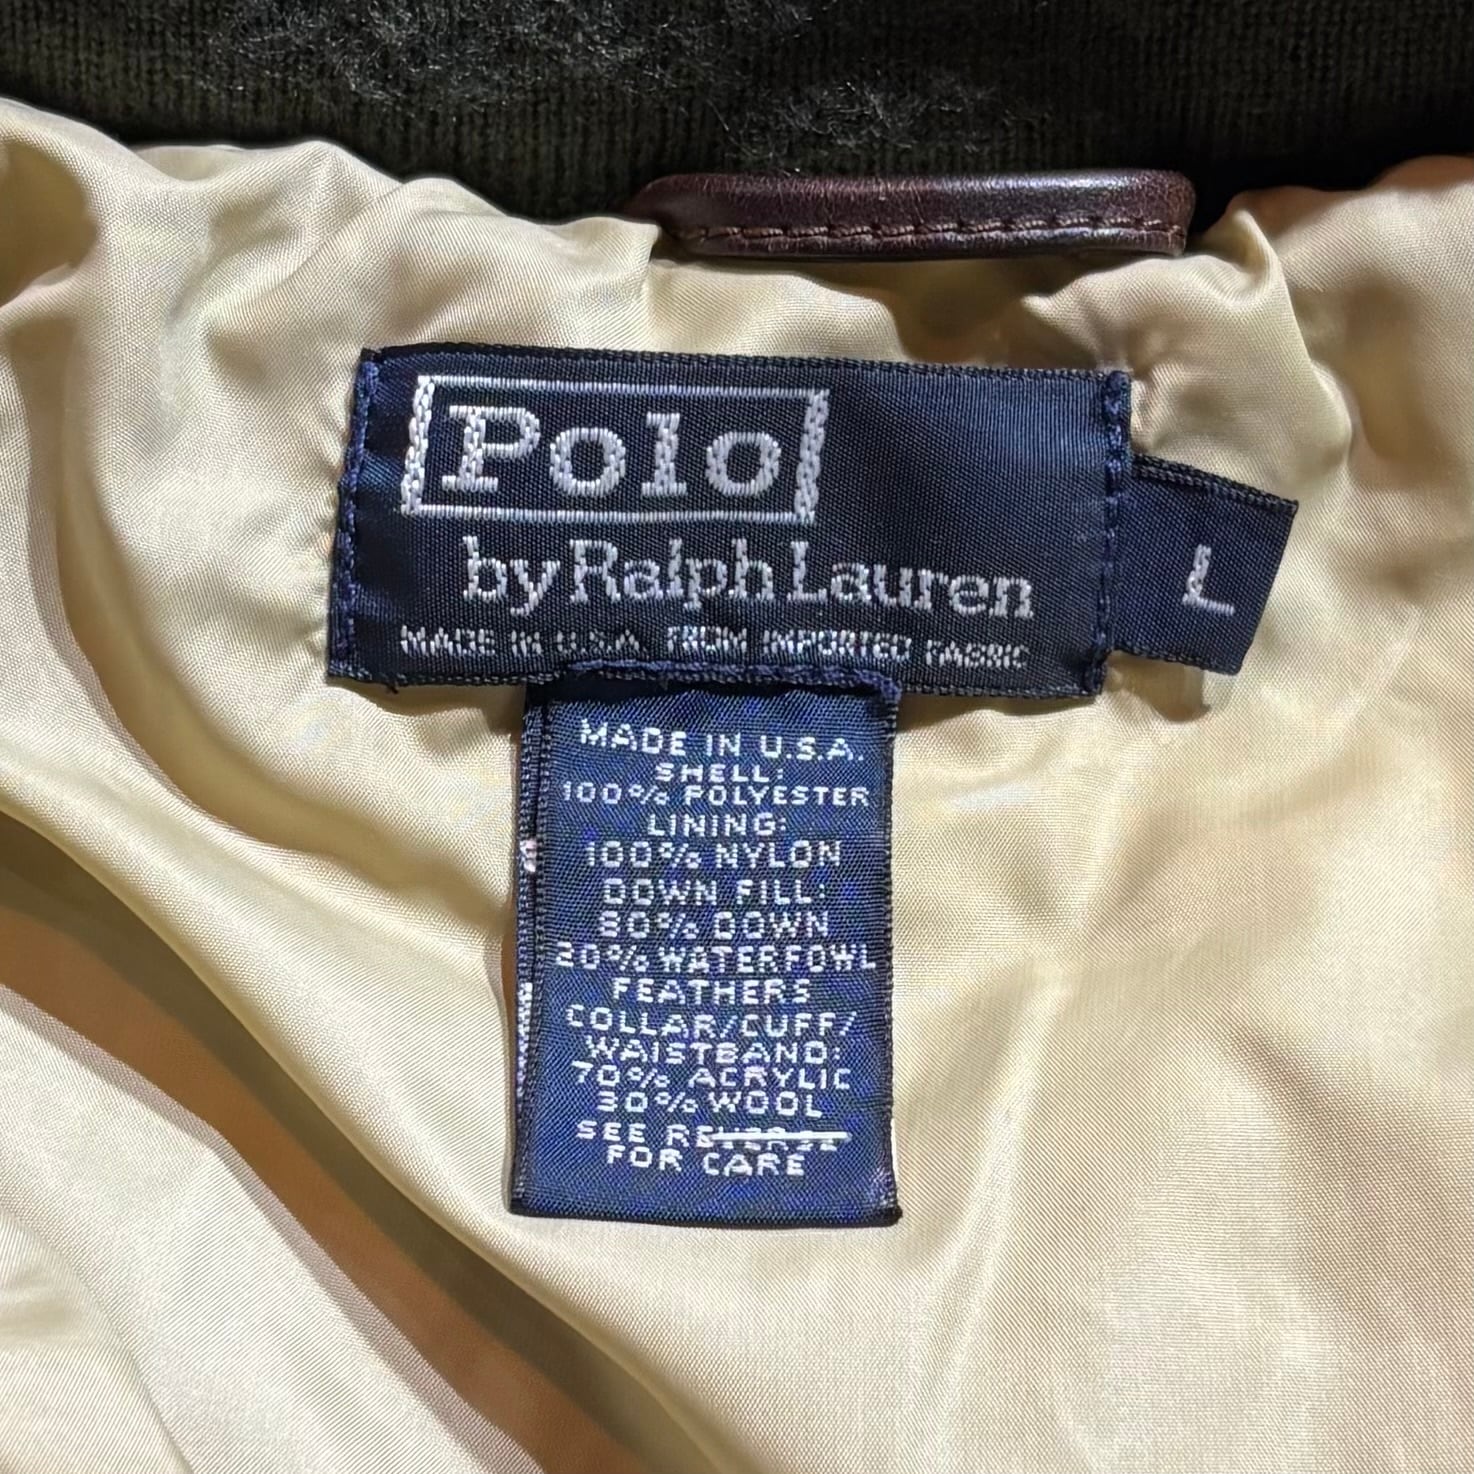 Polo
by Ralph Lauren
MADE IN U.S.A. FROM IMPORTED FABRIC
L
MADE IN U.S.A.
SHELL:
100% POLYESTER
LINING:
100% NYLON
DOWN FILL:
80% DOWN
20% WATERFOWL
FEATHERS
COLLAR/CUFF/
WAISTBAND:
70% ACRYLIC
30% WOOL
SEE REVERSE
FOR CARE